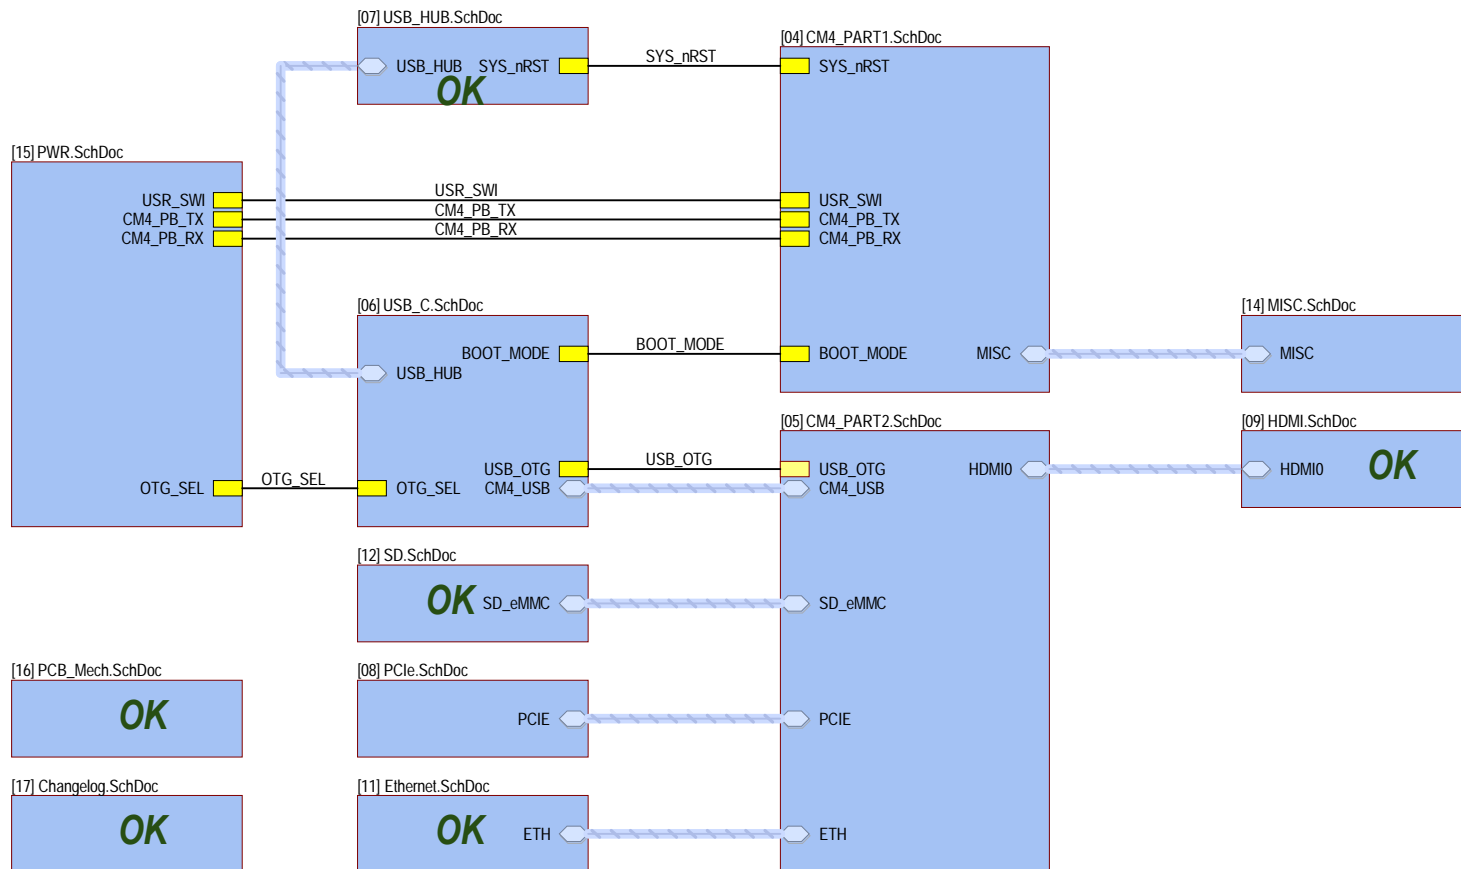 [07] USB_HUB.SchDoc
USB_HUB SYS_nRST
OK
SYS_nRST
[04] CM4_PART1.SchDoc
SYS_nRST
USR_SWI
CM4_PB_TX
CM4_PB_RX
BOOT_MODE MISC
[15] PWR.SchDoc
USR_SWI
CM4_PB_TX
CM4_PB_RX
OTG_SEL
USR_SWI
CM4_PB_TX
CM4_PB_RX
[06] USB_C.SchDoc
BOOT_MODE
USB_HUB
USB_OTG
OTG_SEL CM4_USB
BOOT_MODE
USB_OTG
OTG_SEL
[14] MISC.SchDoc
MISC
[05] CM4_PART2.SchDoc
USB_OTG HDMI0
CM4_USB
SD_eMMC
PCIE
ETH
[09] HDMI.SchDoc
HDMI0 OK
[12] SD.SchDoc
OK SD_eMMC
[16] PCB_Mech.SchDoc
OK
[08] PCIe.SchDoc
PCIE
[17] Changelog.SchDoc
OK
[11] Ethernet.SchDoc
OK ETH